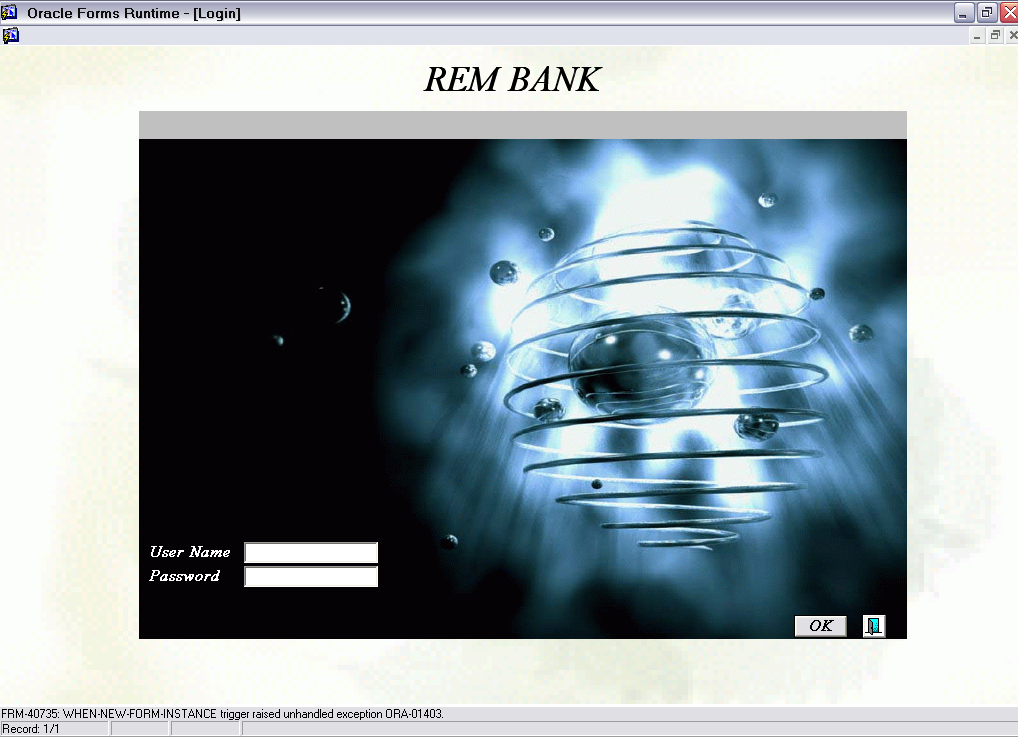 Oracle Forms Runtime - [Login]
REM BANK
User Name
Password
OK
FRM-40735: WHEN-NEW-FORM-INSTANCE trigger raised unhandled exception ORA-01403.
Record: 1/1